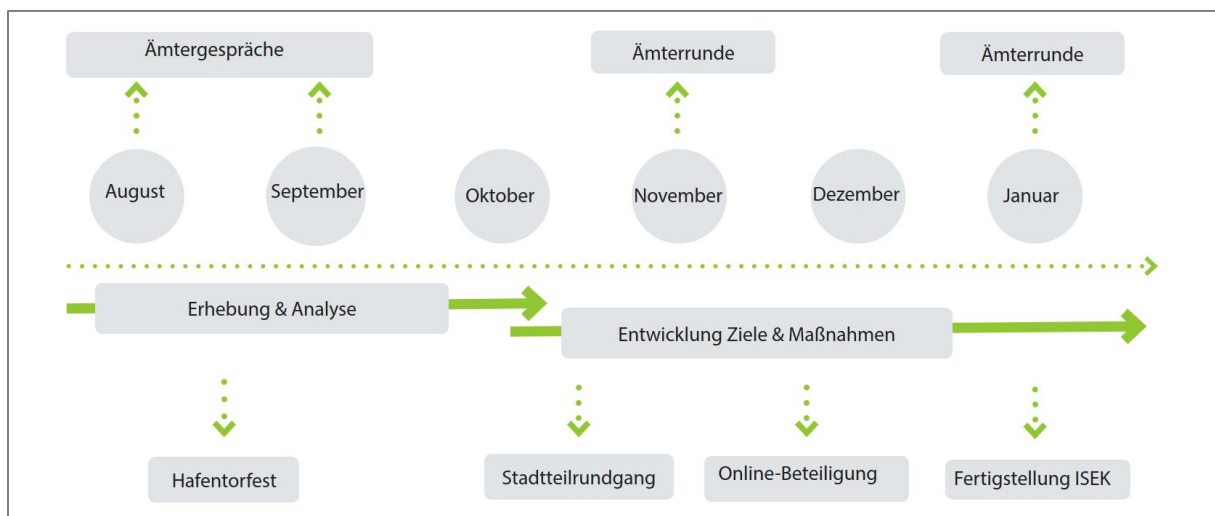 Ämtergespräche
Ämterrunde
Ämterrunde
August
September
Oktober
November
Dezember
Januar
Erhebung & Analyse
Entwicklung Ziele & Maßnahmen
Hafentorfest
Stadtteilrundgang
Online-Beteiligung
Fertigstellung ISEK